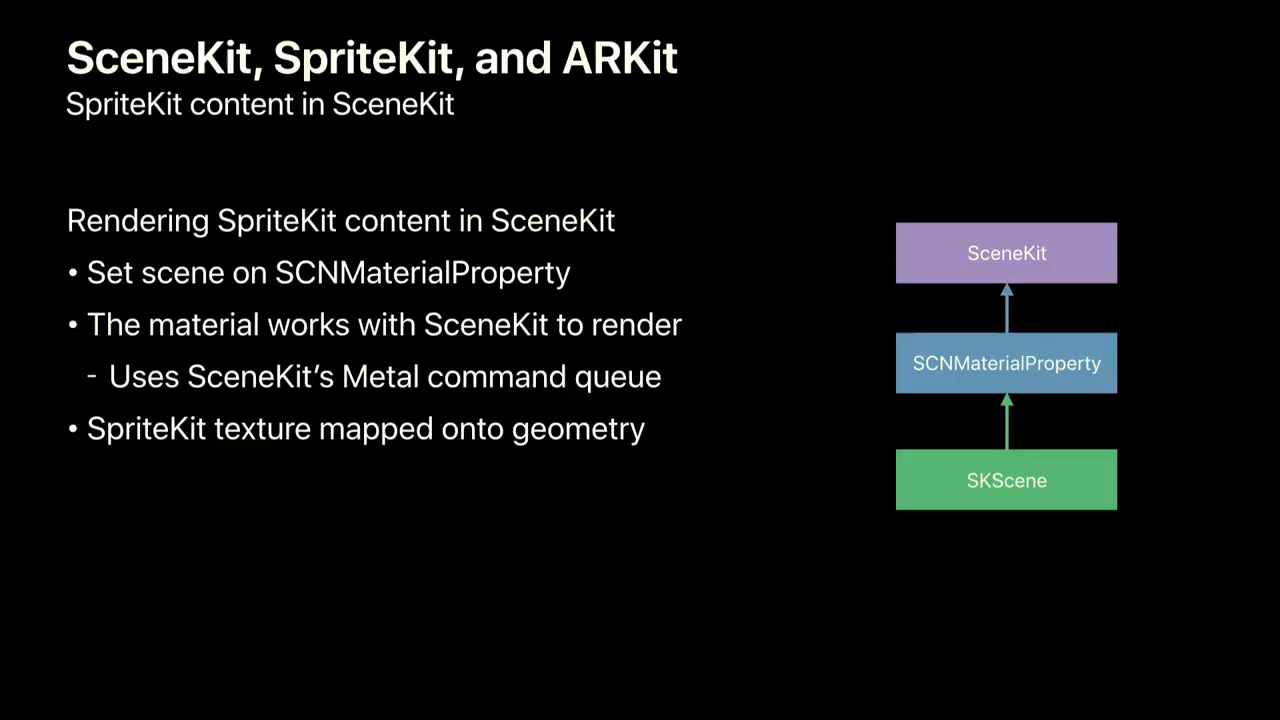 SceneKit, SpriteKit, and ARKit
SpriteKit content in SceneKit
Rendering SpriteKit content in SceneKit
• Set scene on SCNMaterialProperty
• The material works with SceneKit to render
- Uses SceneKit’s Metal command queue
• SpriteKit texture mapped onto geometry
SceneKit
SCNMaterialProperty
SKScene